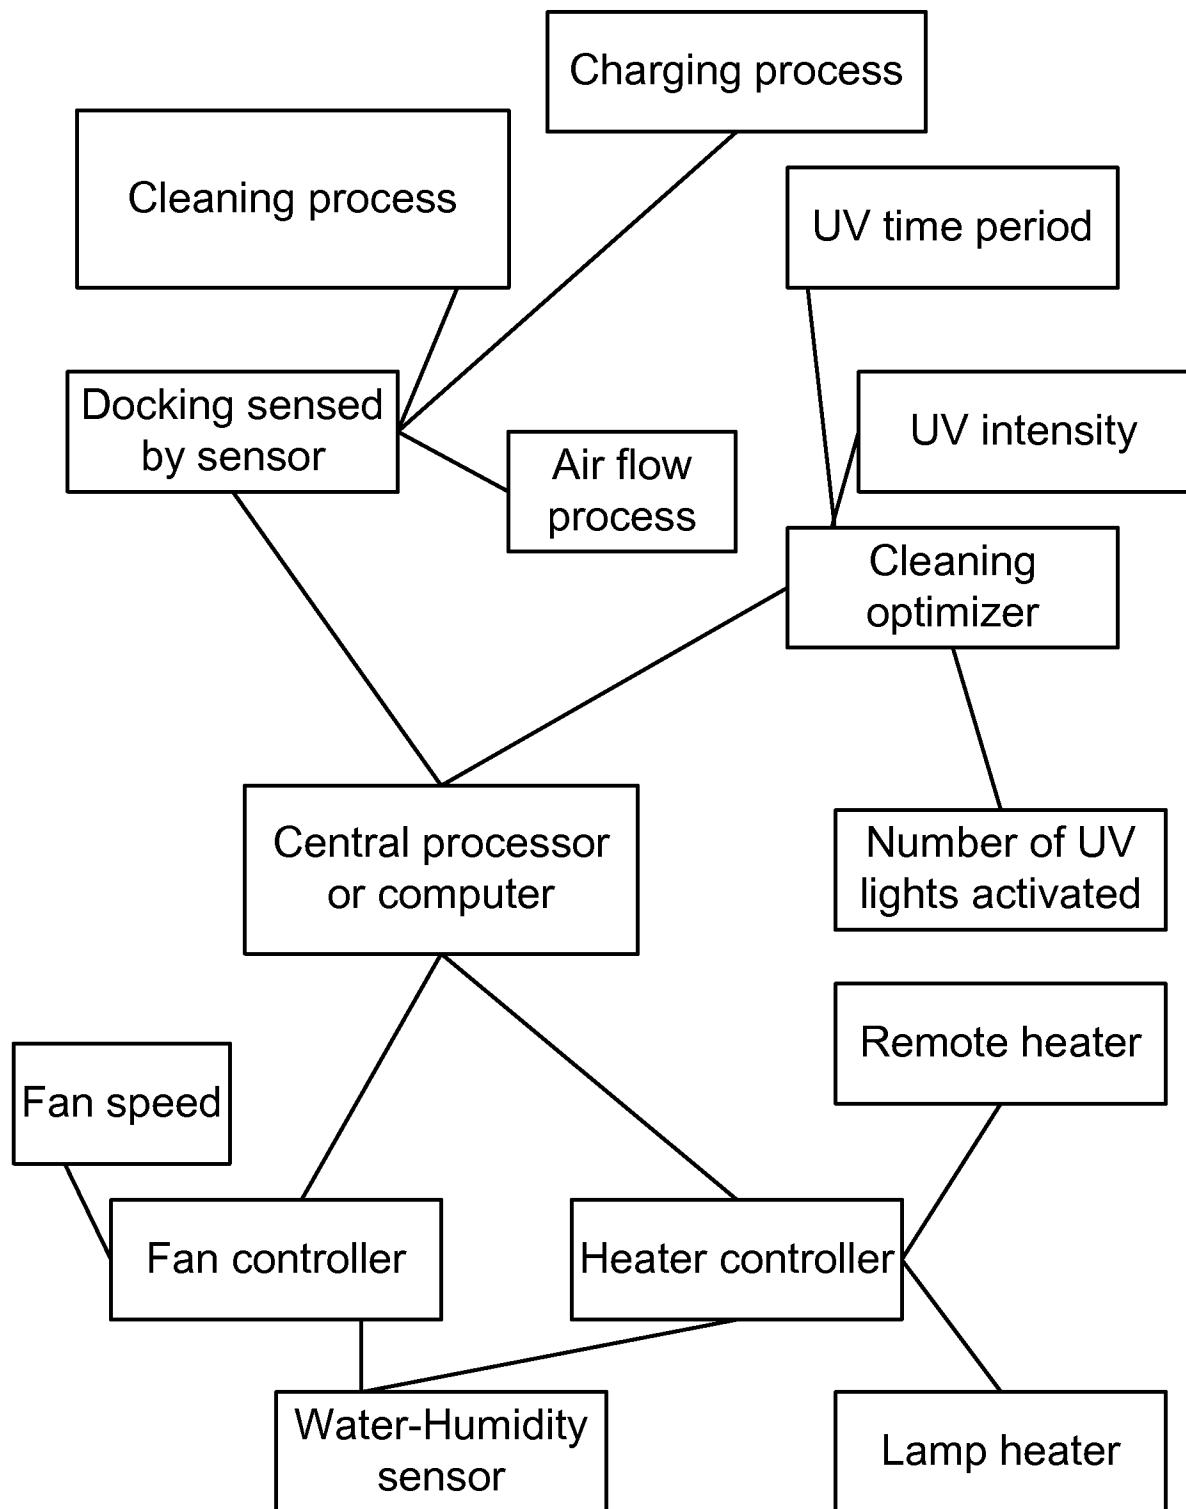 Charging process
Cleaning process
UV time period
Docking sensed
by sensor
UV intensity
Air flow
process
Cleaning
optimizer
Central processor
or computer
Number of UV
lights activated
Remote heater
Fan speed
Fan controller
Heater controller
Water-Humidity
sensor
Lamp heater